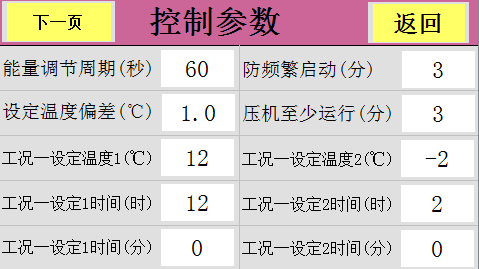 下一页 控制参数 返回
能量调节周期(秒) 60 防频繁启动(分) 3
设定温度偏差(℃) 1.0 压机至少运行(分) 3
工况一设定温度1(℃) 12 工况一设定温度2(℃) -2
工况一设定1时间(时) 12 工况一设定2时间(时) 2
工况一设定1时间(分) 0 工况一设定2时间(分) 0